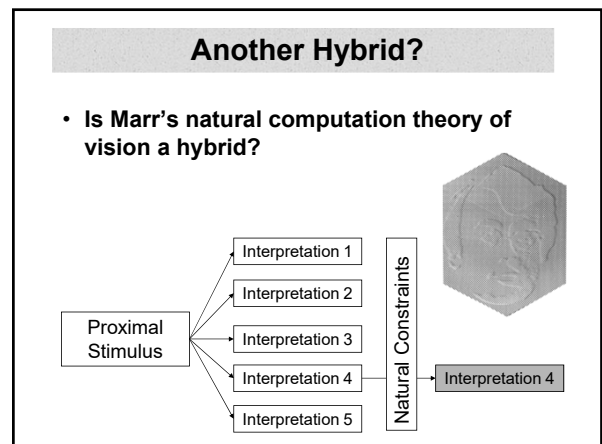 Another Hybrid?
• Is Marr's natural computation theory of
vision a hybrid?
Proximal
Stimulus
Interpretation 1
Interpretation 2
Interpretation 3
Interpretation 4
Interpretation 5
Natural Constraints
Interpretation 4